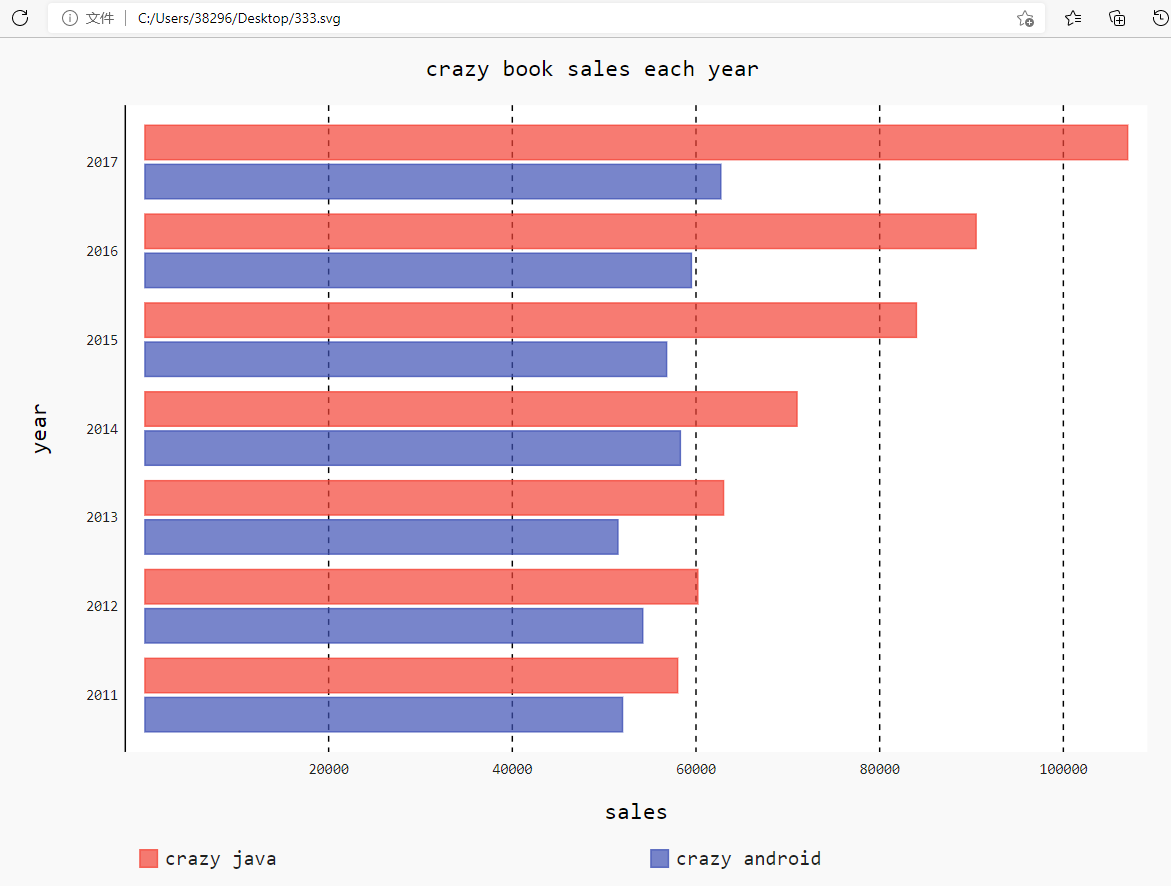 文件 C:/Users/38296/Desktop/333.svg
crazy book sales each year
2017
2016
2015
2014
year
2013
2012
2011
20000 40000 60000 80000 100000
sales
crazy java crazy android